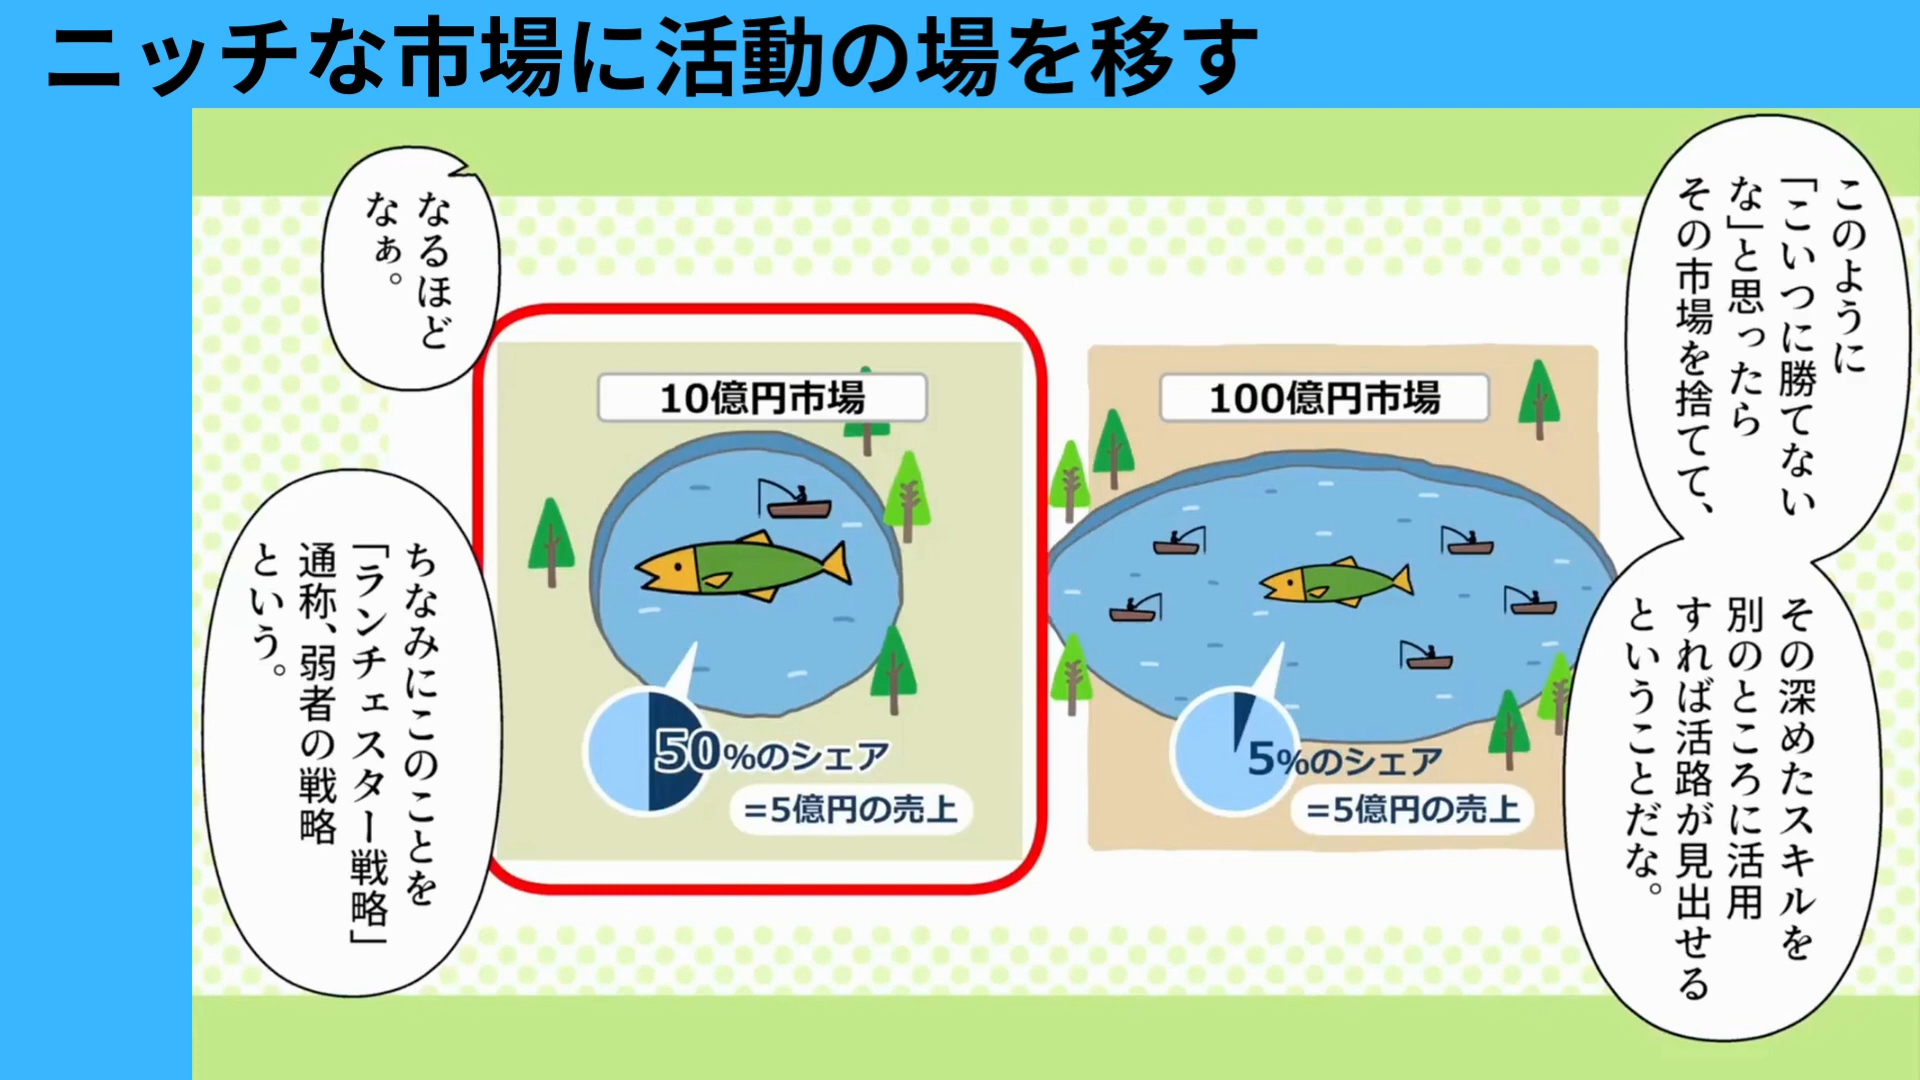 ニッチな市場に活動の場を移す
このように
「こいつに勝てない
な」と思ったら
その市場を捨てて、
その深めたスキルを
別のところに活用
すれば活路が見出せる
ということだな。
なるほど
なぁ。
ちなみにこのことを
「ランチェスター戦略」
通称、弱者の戦略
という。
10億円市場
50%のシェア
=5億円の売上
100億円市場
5%のシェア
=5億円の売上